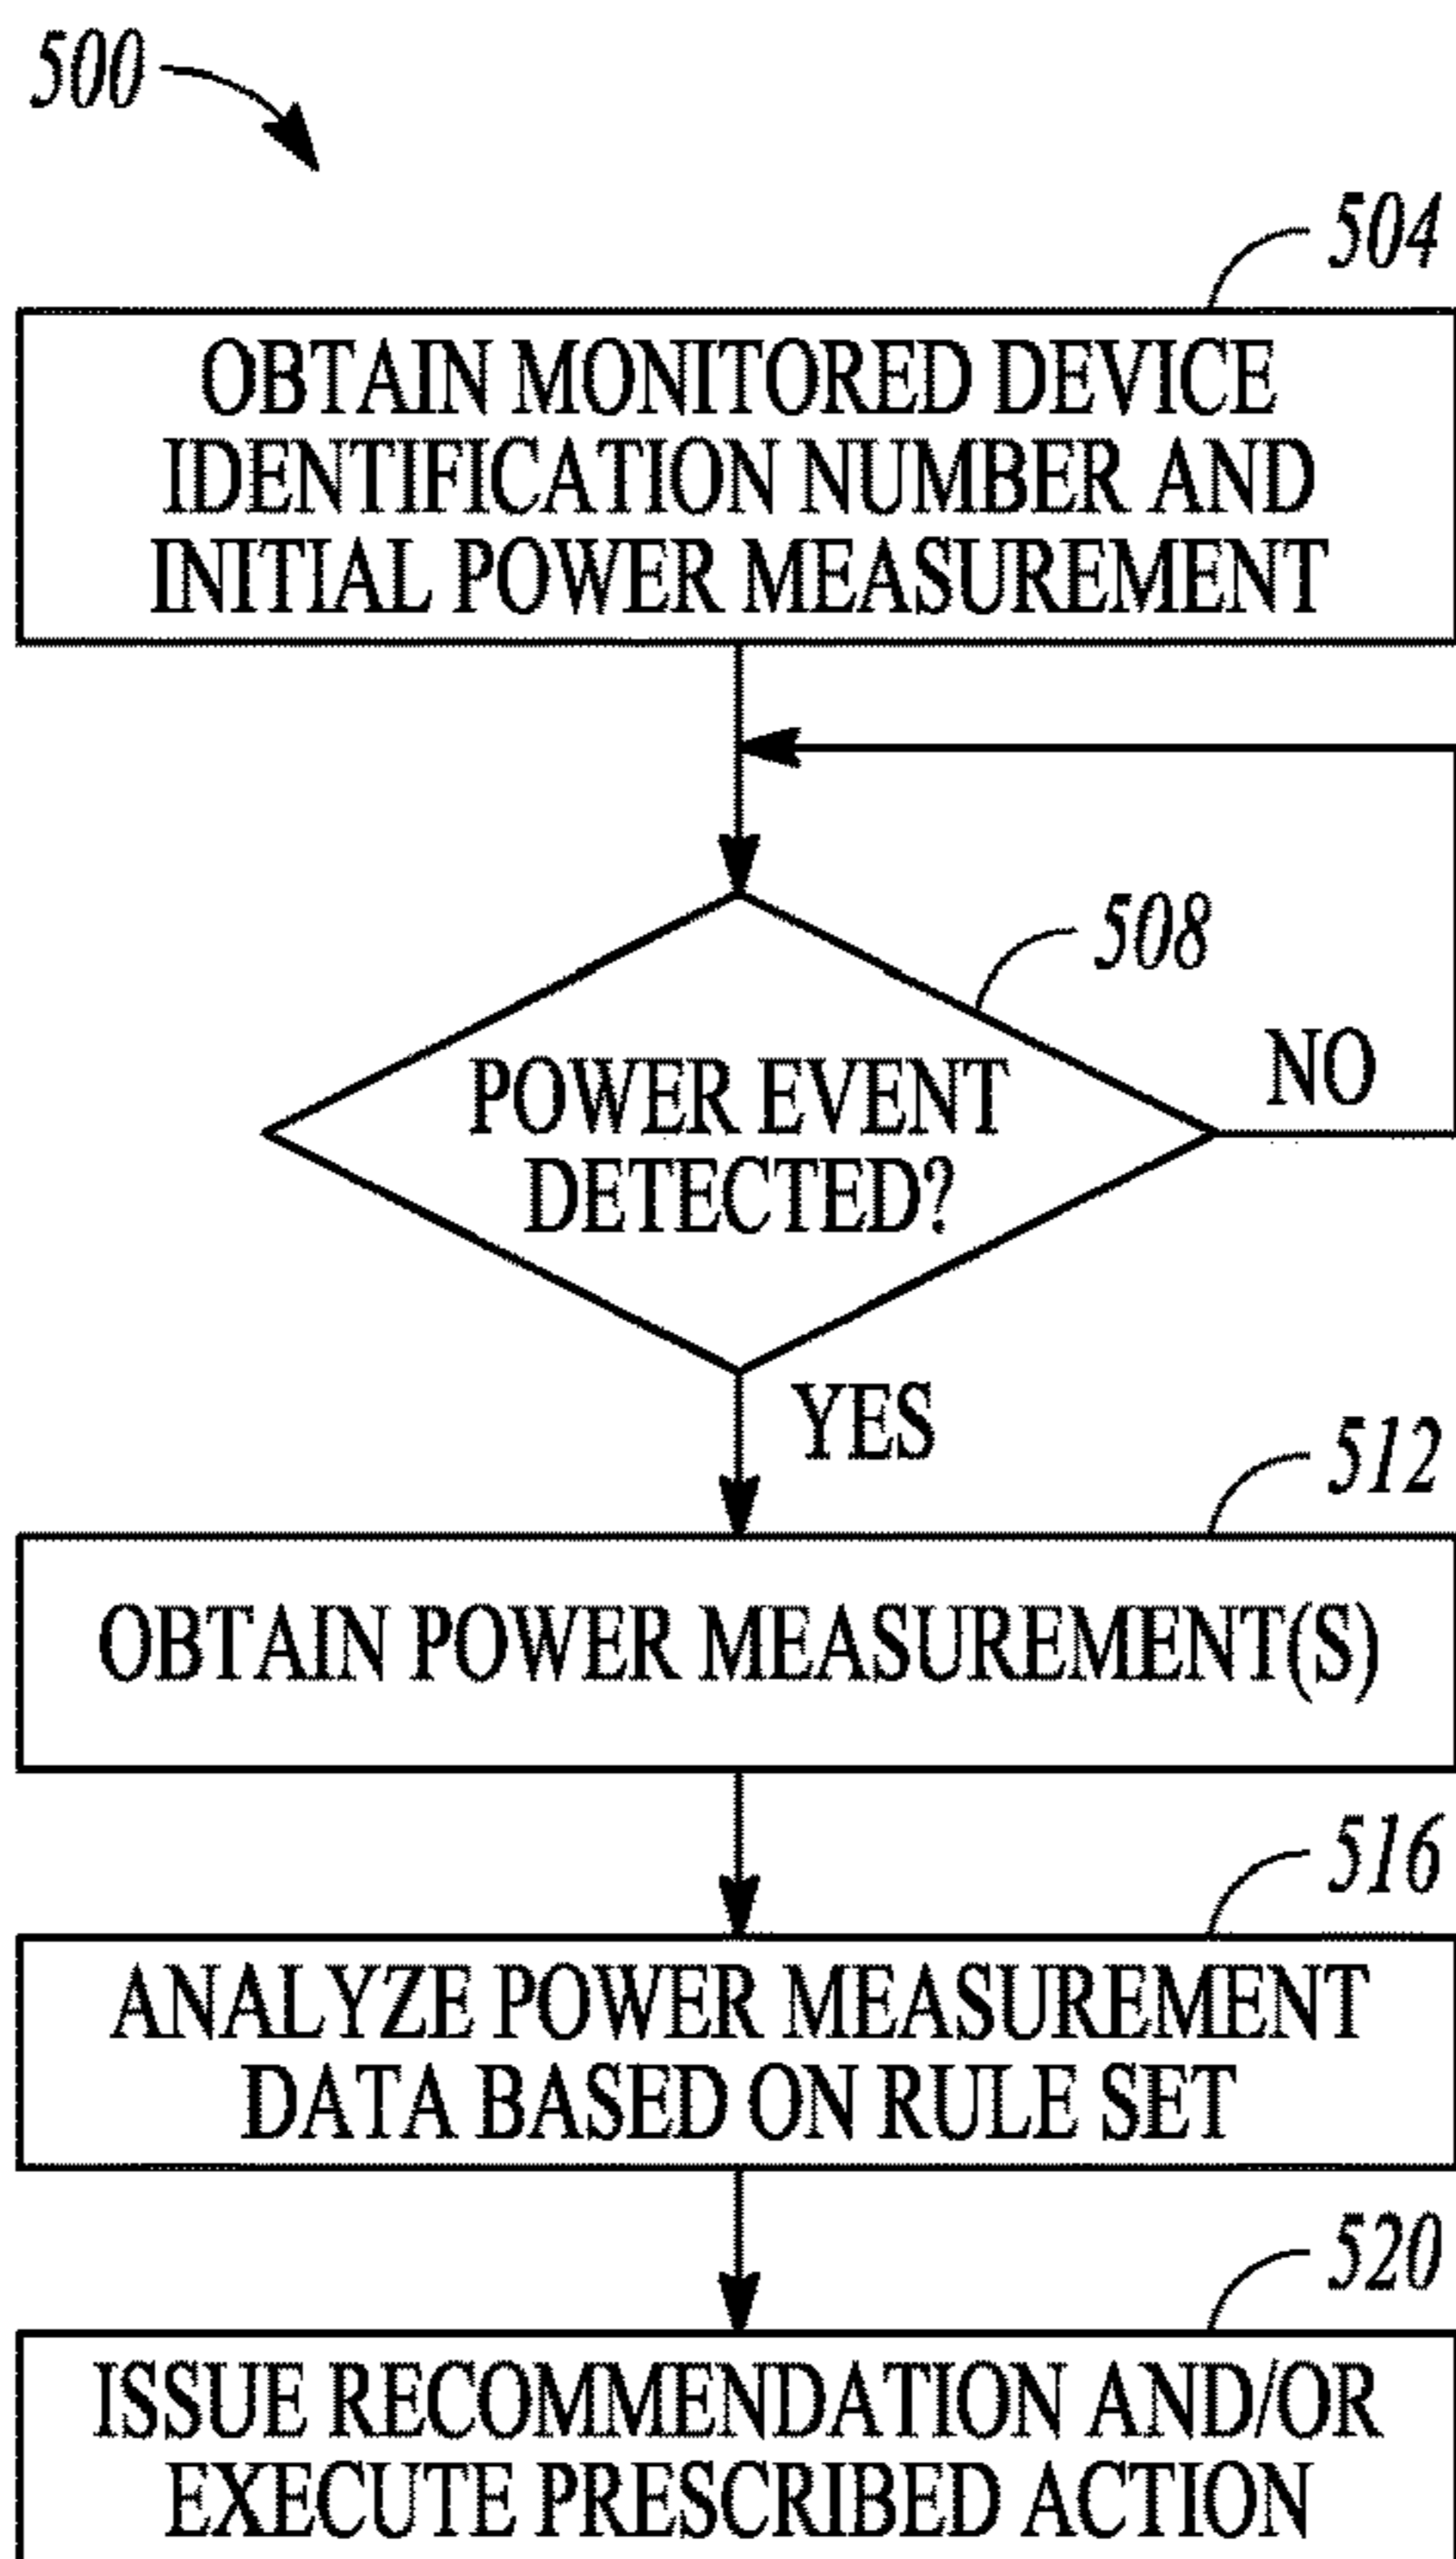 500
504
OBTAIN MONITORED DEVICE
IDENTIFICATION NUMBER AND
INITIAL POWER MEASUREMENT
508
POWER EVENT
DETECTED?
NO
YES
512
OBTAIN POWER MEASUREMENT(S)
516
ANALYZE POWER MEASUREMENT
DATA BASED ON RULE SET
520
ISSUE RECOMMENDATION AND/OR
EXECUTE PRESCRIBED ACTION